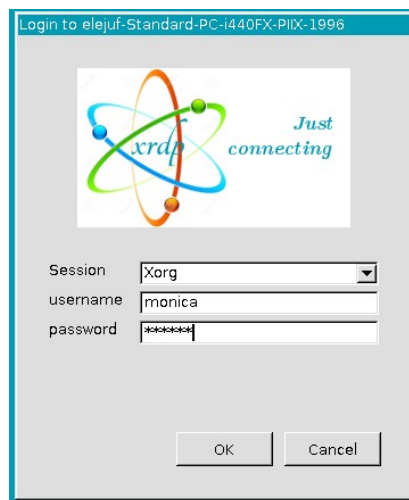 Login to elejuf-Standard-PC-i440FX-PIIX-1996
xrdp
Just
connecting
Session Xorg
username monica
password ******
OK Cancel